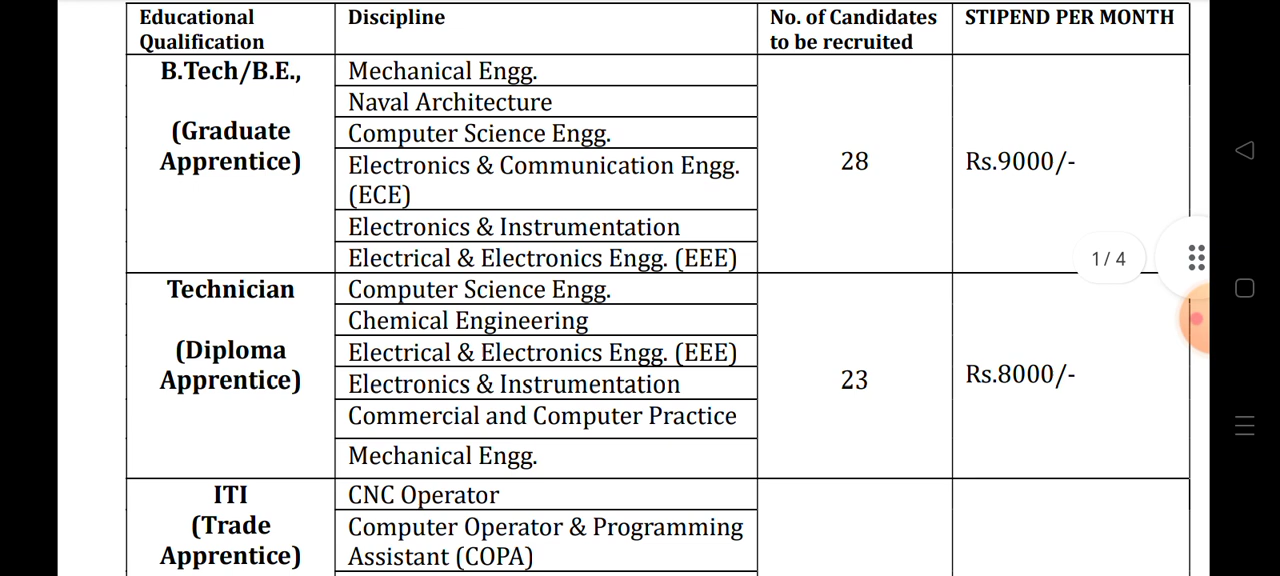 Educational Qualification
Discipline
No. of Candidates to be recruited
STIPEND PER MONTH
B.Tech/B.E.,
(Graduate Apprentice)
Mechanical Engg.
Naval Architecture
Computer Science Engg.
Electronics & Communication Engg. (ECE)
Electronics & Instrumentation
Electrical & Electronics Engg. (EEE)
28
Rs.9000/-
1 / 4
Technician
(Diploma Apprentice)
Computer Science Engg.
Chemical Engineering
Electrical & Electronics Engg. (EEE)
Electronics & Instrumentation
Commercial and Computer Practice
Mechanical Engg.
23
Rs.8000/-
ITI
(Trade Apprentice)
CNC Operator
Computer Operator & Programming Assistant (COPA)